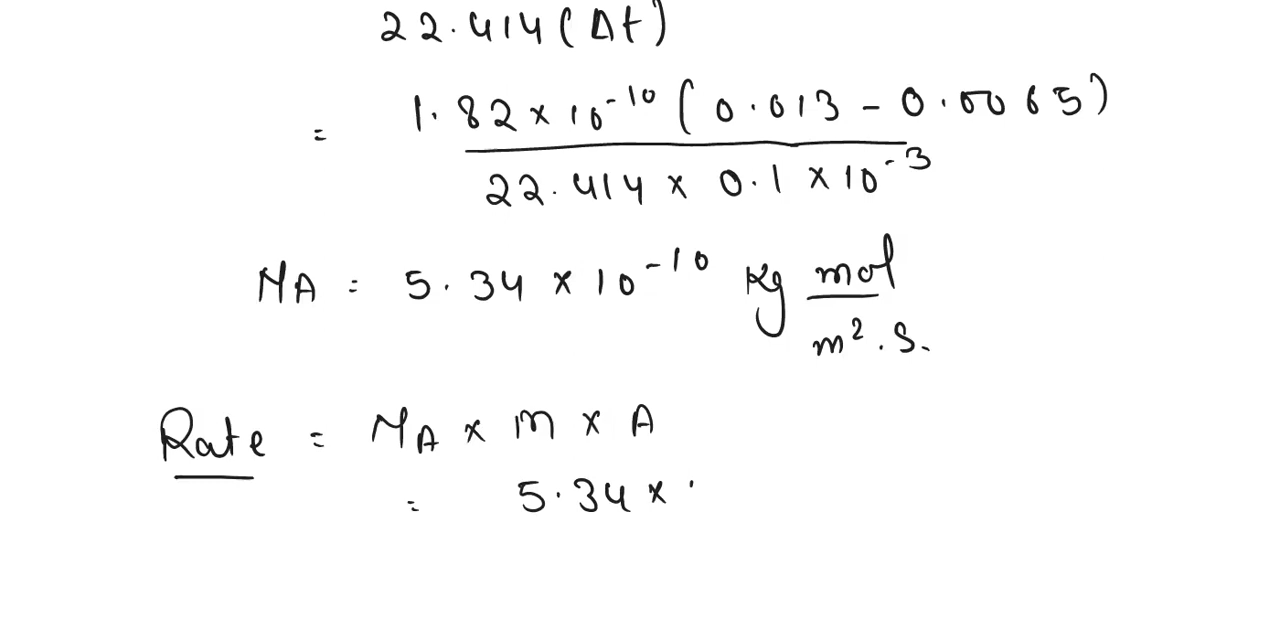 22.414 (Δt)
= 1.82 × 10⁻¹⁰ ( 0.013 - 0.0065 )
22.414 × 0.1 × 10⁻³
NA = 5.34 × 10⁻¹⁰ Kg mol
m² . S.
Rate = NA × m × A
= 5.34 ×